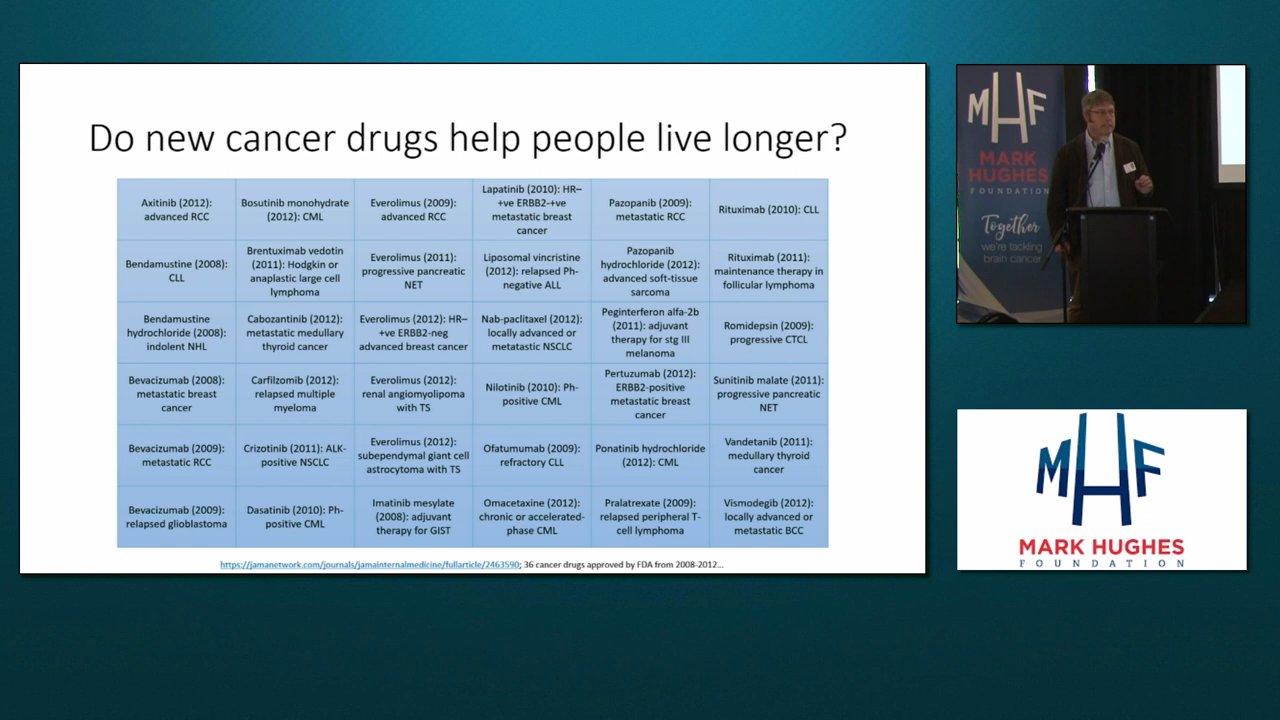 Do new cancer drugs help people live longer?
Axitinib (2012):
advanced RCC
Bosutinib monohydrate
(2012): CML
Everolimus (2009):
advanced RCC
Lapatinib (2010): HR–
+ve ERBB2-+ve
metastatic breast
cancer
Pazopanib (2009):
metastatic RCC
Rituximab (2010): CLL
Bendamustine (2008):
CLL
Brentuximab vedotin
(2011): Hodgkin or
anaplastic large cell
lymphoma
Everolimus (2011):
progressive pancreatic
NET
Liposomal vincristine
(2012): relapsed Ph-
negative ALL
Pazopanib
hydrochloride (2012):
advanced soft-tissue
sarcoma
Rituximab (2011):
maintenance therapy in
follicular lymphoma
Bendamustine
hydrochloride (2008):
indolent NHL
Cabozantinib (2012):
metastatic medullary
thyroid cancer
Everolimus (2012): HR–
+ve ERBB2-neg
advanced breast cancer
Nab-paclitaxel (2012):
locally advanced or
metatastic NSCLC
Peginterferon alfa-2b
(2011): adjuvant
therapy for stg III
melanoma
Romidepsin (2009):
progressive CTCL
Bevacizumab (2008):
metastatic breast
cancer
Carfilzomib (2012):
relapsed multiple
myeloma
Everolimus (2012):
renal angiomyolipoma
with TS
Nilotinib (2010): Ph-
positive CML
Pertuzumab (2012):
ERBB2-positive
metastatic breast
cancer
Sunitinib malate (2011):
progressive pancreatic
NET
Bevacizumab (2009):
metastatic RCC
Crizotinib (2011): ALK-
positive NSCLC
Everolimus (2012):
subependymal giant cell
astrocytoma with TS
Ofatumumab (2009):
refractory CLL
Ponatinib hydrochloride
(2012): CML
Vandetanib (2011):
medullary thyroid
cancer
Bevacizumab (2009):
relapsed glioblastoma
Dasatinib (2010): Ph-
positive CML
Imatinib mesylate
(2008): adjuvant
therapy for GIST
Omacetaxine (2012):
chronic or accelerated-
phase CML
Pralatrexate (2009):
relapsed peripheral T-
cell lymphoma
Vismodegib (2012):
locally advanced or
metastatic BCC
https://jamanetwork.com/journals/jamainternalmedicine/fullarticle/2463590; 36 cancer drugs approved by FDA from 2008-2012...
MHF
MARK
HUGHES
FOUNDATION
Together
we're tackling
brain cancer
MHF
MARK HUGHES
FOUNDATION